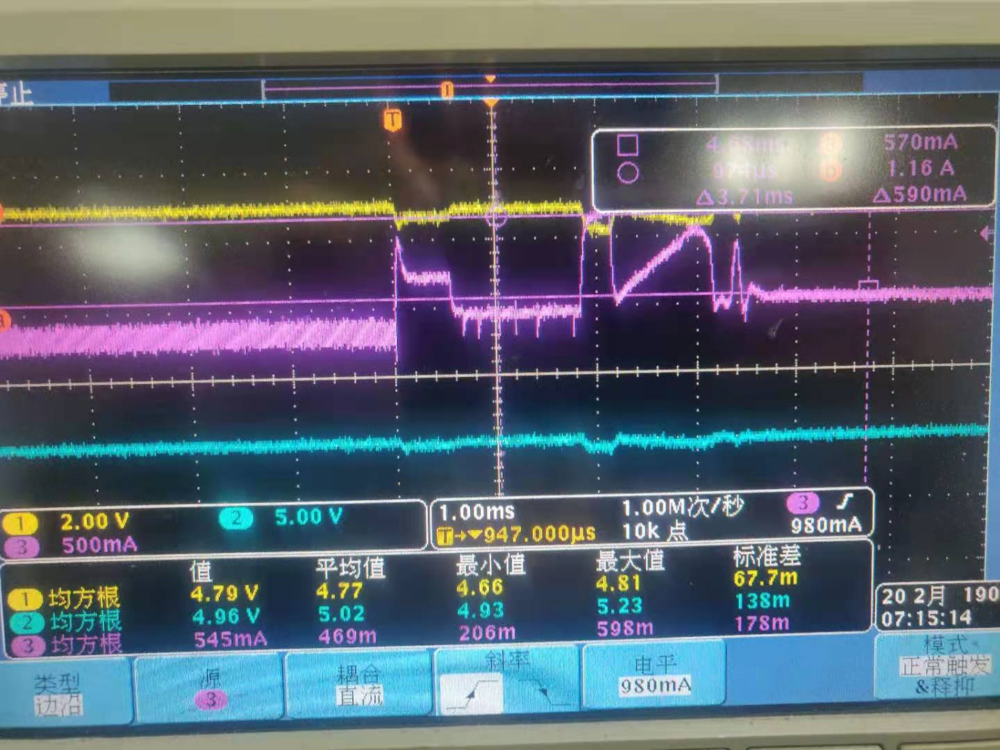 停止
T
T
570mA
1.16 A
Δ3.71ms Δ590mA
1 2.00 V 2 5.00 V
3 500mA
1.00ms 1.00M次/秒 3
T→▼947.000μs 10k 点 980mA
值 平均值 最小值 最大值 标准差
1 均方根 4.79 V 4.77 4.66 4.81 67.7m
2 均方根 4.96 V 5.02 4.93 5.23 138m
3 均方根 545mA 469m 206m 598m 178m
20 2月 190
07:15:14
类型
边沿
源
3
耦合
直流
斜率
电平
980mA
模式
正常触发
&释抑